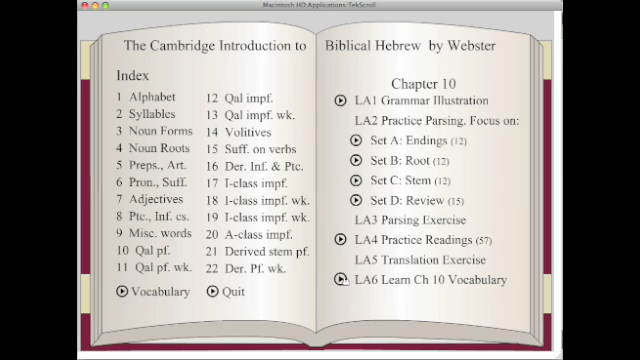 Macintosh HD:Applications:TekScroll
The Cambridge Introduction to Biblical Hebrew by Webster
Index
1 Alphabet
2 Syllables
3 Noun Forms
4 Noun Roots
5 Preps., Art.
6 Pron., Suff.
7 Adjectives
8 Ptc., Inf. cs.
9 Misc. words
10 Qal pf.
11 Qal pf. wk.
12 Qal impf.
13 Qal impf. wk.
14 Volitives
15 Suff. on verbs
16 Der. Inf. & Ptc.
17 I-class impf.
18 I-class impf. wk.
19 I-class impf. wk.
20 A-class impf.
21 Derived stem pf.
22 Der. Pf. wk.
Vocabulary
Quit
Chapter 10
LA1 Grammar Illustration
LA2 Practice Parsing. Focus on:
Set A: Endings (12)
Set B: Root (12)
Set C: Stem (12)
Set D: Review (15)
LA3 Parsing Exercise
LA4 Practice Readings (57)
LA5 Translation Exercise
LA6 Learn Ch 10 Vocabulary